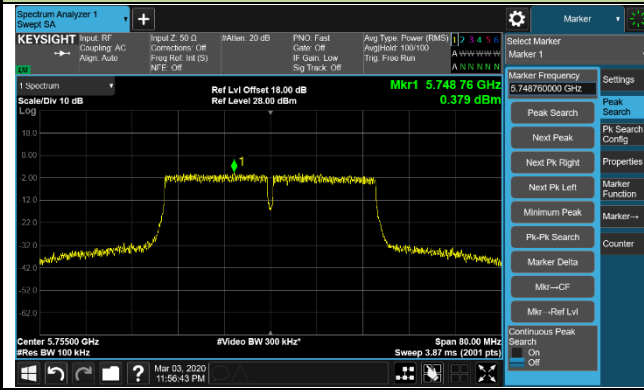 Spectrum Analyzer 1
Swept SA
Marker
KEYSIGHT
Input: RF
Coupling: AC
Align: Auto
Input Z: 50 Ω
Corrections: Off
Freq Ref: Int (S)
NFE: Off
#Atten: 20 dB
PNO: Fast
Gate: Off
IF Gain: Low
Sig Track: Off
Avg Type: Power (RMS)
Avg|Hold: 100/100
Trig: Free Run
1 2 3 4 5 6
A W W W W W
A N N N N N
Select Marker
Marker 1
LXI
1 Spectrum
Scale/Div 10 dB
Log
Ref Lvl Offset 18.00 dB
Ref Level 28.00 dBm
Mkr1 5.748 76 GHz
0.379 dBm
18.0
8.00
-2.00
-12.0
-22.0
-32.0
-42.0
-52.0
-62.0
1
Center 5.75500 GHz
#Res BW 100 kHz
#Video BW 300 kHz*
Span 80.00 MHz
Sweep 3.87 ms (2001 pts)
Marker Frequency
5.748760000 GHz
Peak Search
Next Peak
Next Pk Right
Next Pk Left
Minimum Peak
Pk-Pk Search
Marker Delta
Mkr→CF
Mkr→Ref Lvl
Continuous Peak
Search
On
Off
Settings
Peak
Search
Pk Search
Config
Properties
Marker
Function
Marker→
Counter
?
Mar 03, 2020
11:56:43 PM